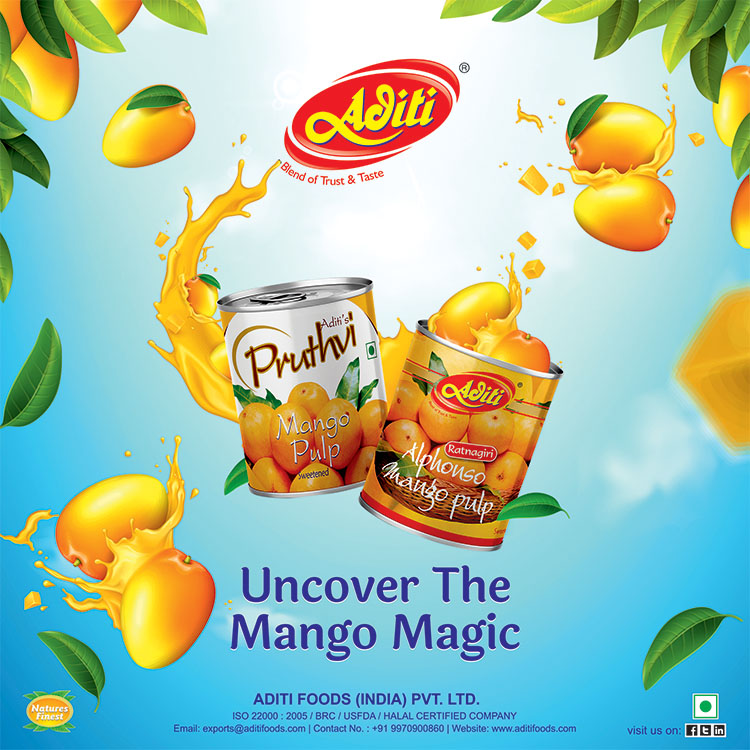 Aditi ®
Blend of Trust & Taste
Aditi's
Pruthvi
Mango
Pulp
Sweetened
Aditi
Ratnagiri
Alphonso
Mango pulp
Uncover The
Mango Magic
Natures
Finest
ADITI FOODS (INDIA) PVT. LTD.
ISO 22000 : 2005 / BRC / USFDA / HALAL CERTIFIED COMPANY
Email: exports@aditifoods.com | Contact No. : +91 9970900860 | Website: www.aditifoods.com
visit us on: f t in